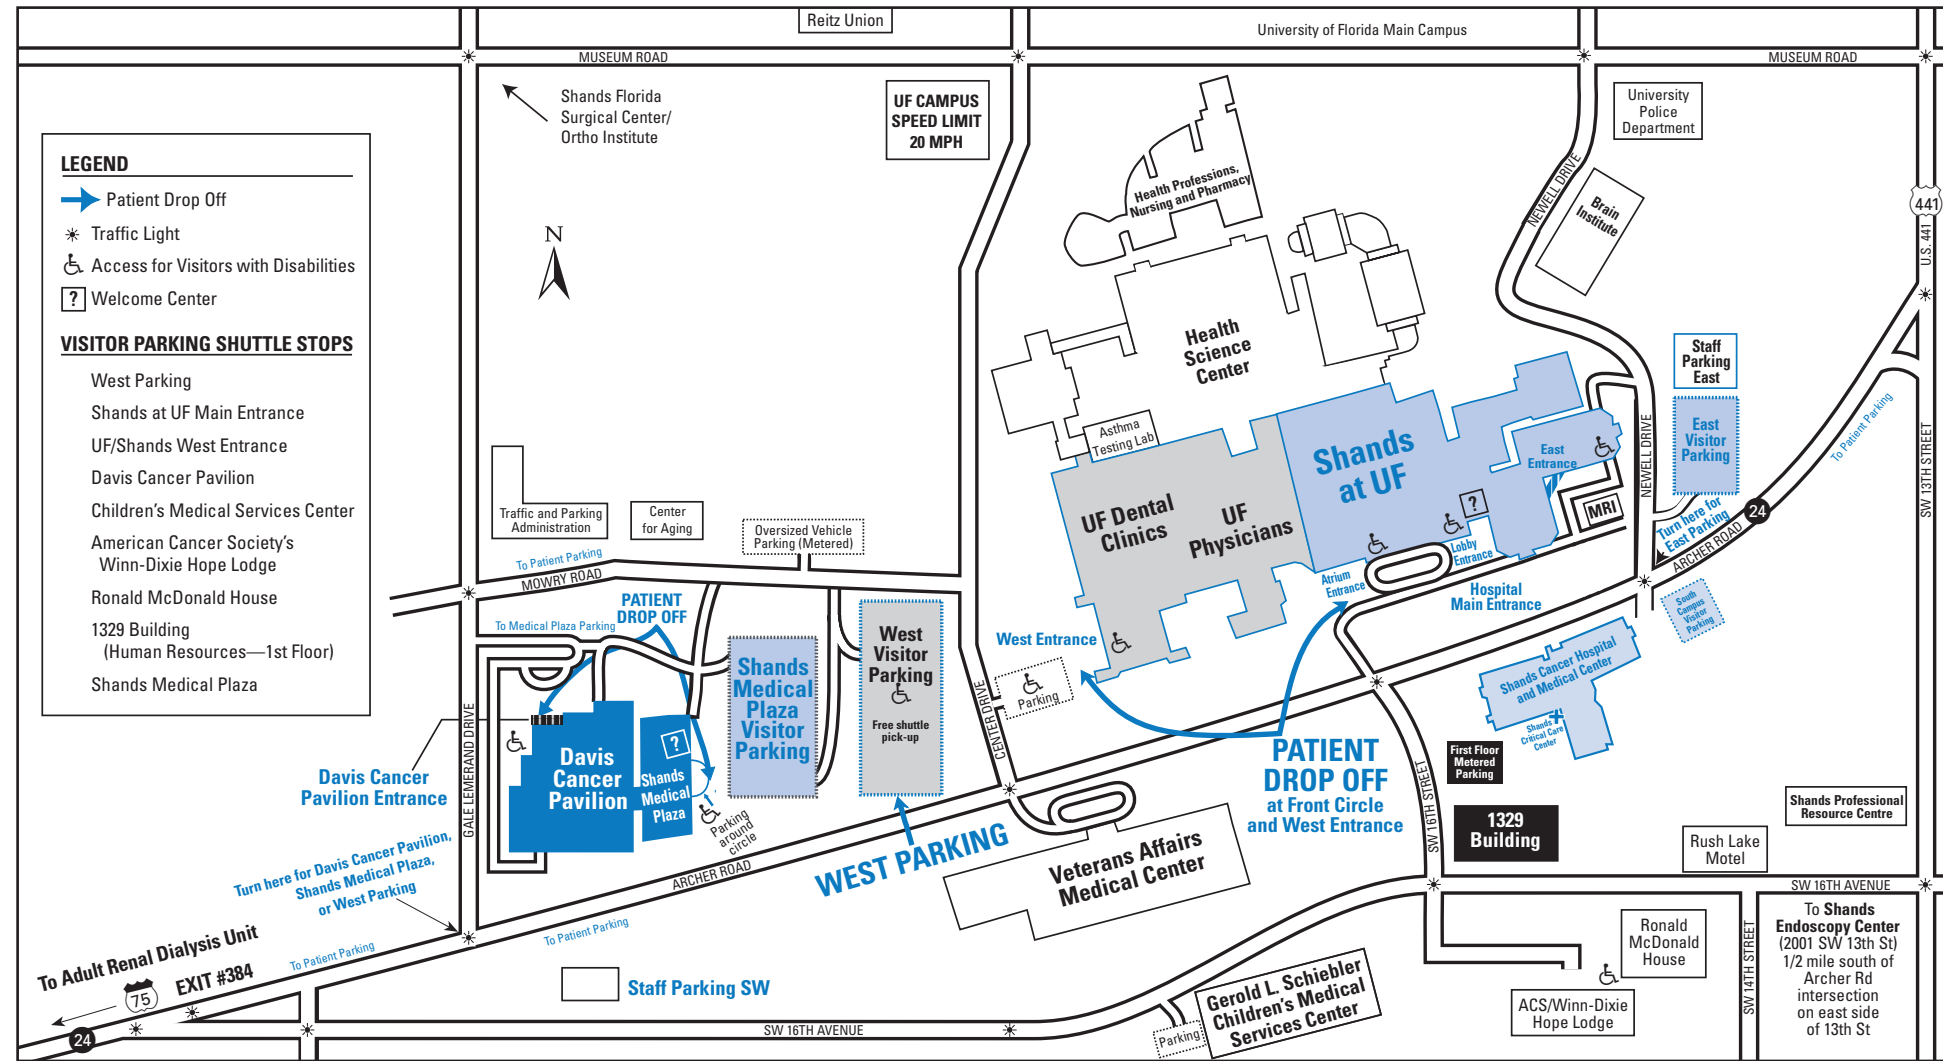 Reitz Union
University of Florida Main Campus
MUSEUM ROAD
MUSEUM ROAD
Shands Florida
Surgical Center/
Ortho Institute
UF CAMPUS
SPEED LIMIT
20 MPH
University
Police
Department
LEGEND
Patient Drop Off
Traffic Light
Access for Visitors with Disabilities
? Welcome Center
VISITOR PARKING SHUTTLE STOPS
West Parking
Shands at UF Main Entrance
UF/Shands West Entrance
Davis Cancer Pavilion
Children's Medical Services Center
American Cancer Society's
Winn-Dixie Hope Lodge
Ronald McDonald House
1329 Building
(Human Resources—1st Floor)
Shands Medical Plaza
N
Health Professions,
Nursing and Pharmacy
NEWELL DRIVE
Brain
Institute
441
U.S. 441
Health
Science
Center
Staff
Parking
East
East
Visitor
Parking
To Patient Parking
SW 13TH STREET
NEWELL DRIVE
Asthma
Testing Lab
Shands
at UF
East
Entrance
?
MRI
Turn here for
East Parking
24
ARCHER ROAD
UF Dental
Clinics
UF
Physicians
Lobby
Entrance
Atrium
Entrance
Hospital
Main Entrance
South
Campus
Visitor
Parking
Traffic and Parking
Administration
Center
for Aging
Oversized Vehicle
Parking (Metered)
To Patient Parking
MOWRY ROAD
PATIENT
DROP OFF
To Medical Plaza Parking
West Entrance
Parking
CENTER DRIVE
West
Visitor
Parking
Free shuttle
pick-up
Shands
Medical
Plaza
Visitor
Parking
Shands Cancer Hospital
and Medical Center
Shands
Critical Care
Center
GALE LEMERAND DRIVE
Davis Cancer
Pavilion Entrance
Davis
Cancer
Pavilion
?
Shands
Medical
Plaza
Parking
around
circle
PATIENT
DROP OFF
at Front Circle
and West Entrance
First Floor
Metered
Parking
SW 16TH STREET
1329
Building
Shands Professional
Resource Centre
Rush Lake
Motel
WEST PARKING
ARCHER ROAD
Veterans Affairs
Medical Center
Turn here for Davis Cancer Pavilion,
Shands Medical Plaza,
or West Parking
SW 16TH AVENUE
To Adult Renal Dialysis Unit
75
EXIT #384
To Patient Parking
To Patient Parking
24
Staff Parking SW
SW 16TH AVENUE
Parking
Gerold L. Schiebler
Children's Medical
Services Center
ACS/Winn-Dixie
Hope Lodge
Ronald
McDonald
House
SW 14TH STREET
To Shands
Endoscopy Center
(2001 SW 13th St)
1/2 mile south of
Archer Rd
intersection
on east side
of 13th St